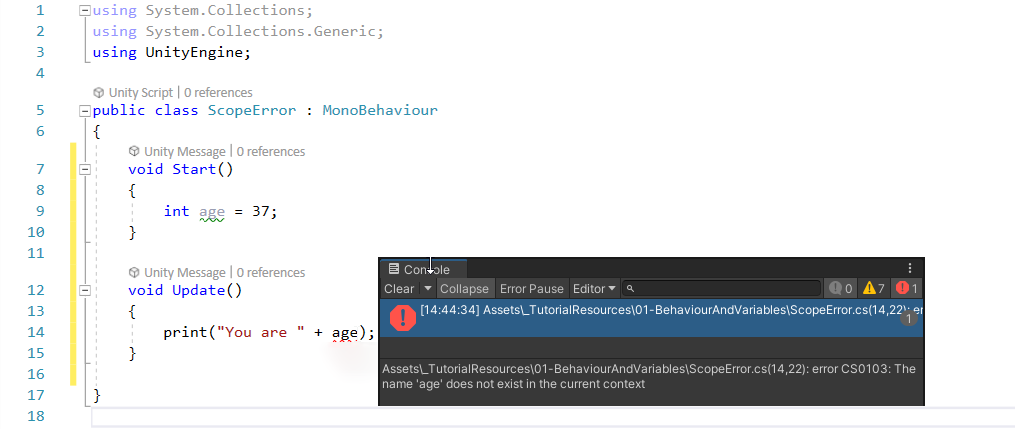 1 using System.Collections;
2 using System.Collections.Generic;
3 using UnityEngine;
4
Unity Script | 0 references
5 public class ScopeError : MonoBehaviour
6 {
Unity Message | 0 references
7 void Start()
8 {
9 int age = 37;
10 }
11
Unity Message | 0 references
12 void Update()
13 {
14 print("You are " + age);
15 }
16
17 }
18
Console
Clear Collapse Error Pause Editor 0 7 1
[14:44:34] Assets\_TutorialResources\01-BehaviourAndVariables\ScopeError.cs(14,22): er
1
Assets\_TutorialResources\01-BehaviourAndVariables\ScopeError.cs(14,22): error CS0103: The
name 'age' does not exist in the current context